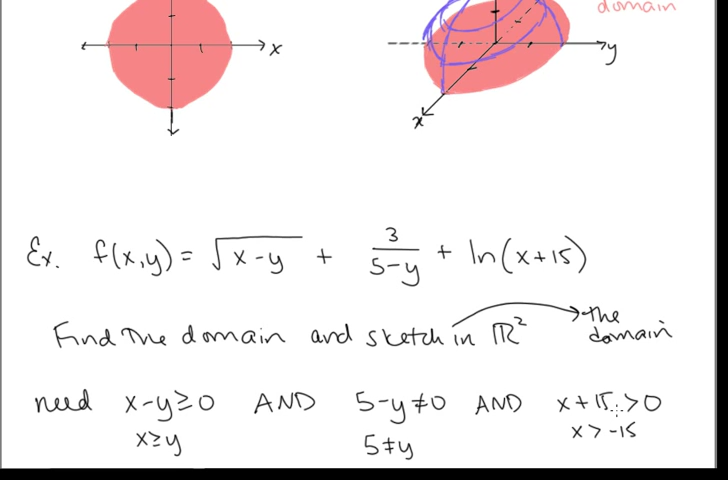 domain
x
y
x
Ex. f(x,y) = √(x-y) + 3/(5-y) + ln(x+15)
Find the domain and sketch in ℝ² the domain
need x-y≥0 AND 5-y≠0 AND x+15>0
x≥y 5≠y x>-15